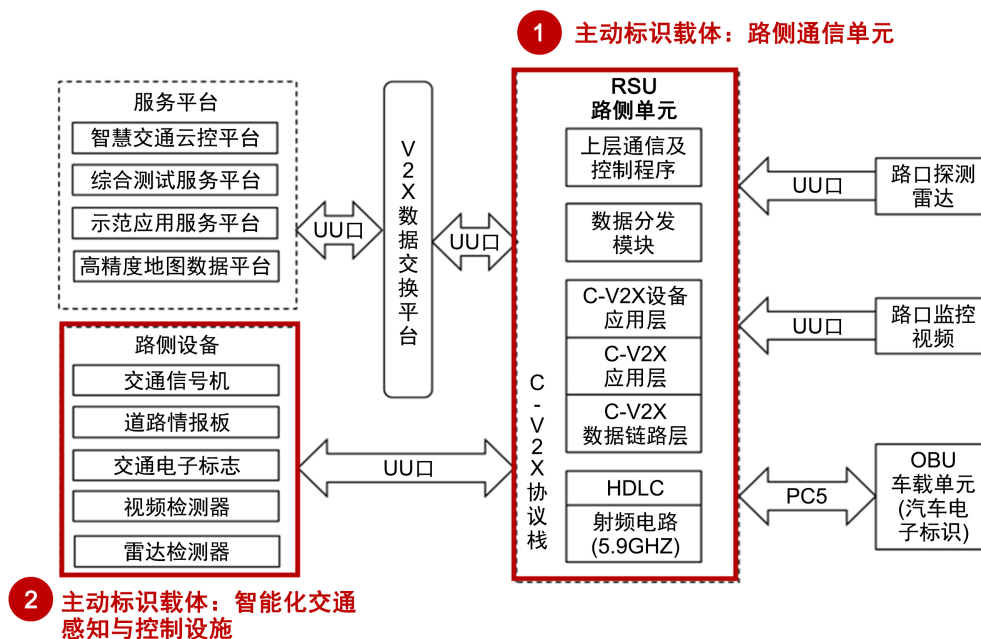 1 主动标识载体：路侧通信单元
服务平台
智慧交通云控平台
综合测试服务平台
示范应用服务平台
高精度地图数据平台
UU口
V2X数据交换平台
UU口
RSU
路侧单元
上层通信及
控制程序
数据分发
模块
C-V2X设备
应用层
C-V2X
应用层
C-V2X
数据链路层
HDLC
射频电路
(5.9GHZ)
C-V2X协议栈
UU口
路口探测
雷达
UU口
路口监控
视频
PC5
OBU
车载单元
(汽车电
子标识)
路侧设备
交通信号机
道路情报板
交通电子标志
视频检测器
雷达检测器
UU口
2 主动标识载体：智能化交通
感知与控制设施